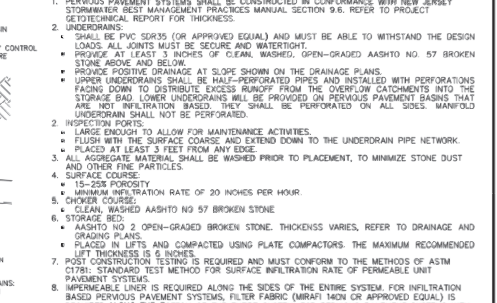 1. PERVIOUS PAVEMENT SYSTEMS SHALL BE CONSTRUCTED IN CONFORMANCE WITH NEW JERSEY
STORMWATER BEST MANAGEMENT PRACTICES MANUAL SECTION 9.6. REFER TO PROJECT
GETOTECHNICAL REPORT FOR THICKNESS.
2. UNDERDRAINS:
▫ SHALL BE PVC SDR35 (OR APPROVED EQUAL) AND MUST BE ABLE TO WITHSTAND THE DESIGN
LOADS. ALL JOINTS MUST BE SECURE AND WATERTIGHT.
▫ PROVIDE AT LEAST 3 INCHES OF CLEAN, WASHED, OPEN-GRADED AASHTO NO. 57 BROKEN
STONE ABOVE AND BELOW.
▫ PROVIDE POSITIVE DRAINAGE AT SLOPE SHOWN ON THE DRAINAGE PLANS.
▫ UPPER UNDERDRAINS SHALL BE HALF-PERFORATED PIPES AND INSTALLED WITH PERFORATIONS
FACING DOWN TO DISTRIBUTE EXCESS RUNOFF FROM THE OVERFLOW CATCHMENTS INTO THE
STORAGE BAD. LOWER UNDERDRAINS WILL BE PROVIDED ON PERVIOUS PAVEMENT BASINS THAT
ARE NOT INFILTRATION BASED. THEY SHALL BE PERFORATED ON ALL SIDES. MANIFOLD
UNDERDRAIN SHALL NOT BE PERFORATED.
2. INSPECTION PORTS:
▫ LARGE ENOUGH TO ALLOW FOR MAINTENANCE ACTIVITIES.
▫ FLUSH WITH THE SURFACE COARSE AND EXTEND DOWN TO THE UNDERDRAIN PIPE NETWORK.
▫ PLACED AT LEAST 3 FEET FROM ANY EDGE.
3. ALL AGGREGATE MATERIAL SHALL BE WASHED PRIOR TO PLACEMENT, TO MINIMIZE STONE DUST
AND OTHER FINE PARTICLES.
4. SURFACE COURSE:
▫ 15-25% POROSITY
▫ MINIMUM INFILTRATION RATE OF 20 INCHES PER HOUR.
5. CHOKER COURSE:
▫ CLEAN, WASHED AASHTO NO 57 BROKEN STONE
6. STORAGE BED:
▫ AASHTO NO 2 OPEN-GRADED BROKEN STONE. THICKENSS VARIES, REFER TO DRAINAGE AND
GRADING PLANS.
▫ PLACED IN LIFTS AND COMPACTED USING PLATE COMPACTORS. THE MAXIMUM RECOMMENDED
LIFT THICKNESS IS 6 INCHES.
7. POST CONSTRUCTION TESTING IS REQUIRED AND MUST CONFORM TO THE METHODS OF ASTM
C1781: STANDARD TEST METHOD FOR SURFACE INFILTRATION RATE OF PERMEABLE UNIT
PAVEMENT SYSTEMS.
8. IMPERMEABLE LINER IS REQUIRED ALONG THE SIDES OF THE ENTIRE SYSTEM. FOR INFILTRATION
BASED PERVIOUS PAVEMENT SYSTEMS, FILTER FABRIC (MIRAFI 140N OR APPROVED EQUAL) IS
IN
CONTROL
RE
N
ANS: